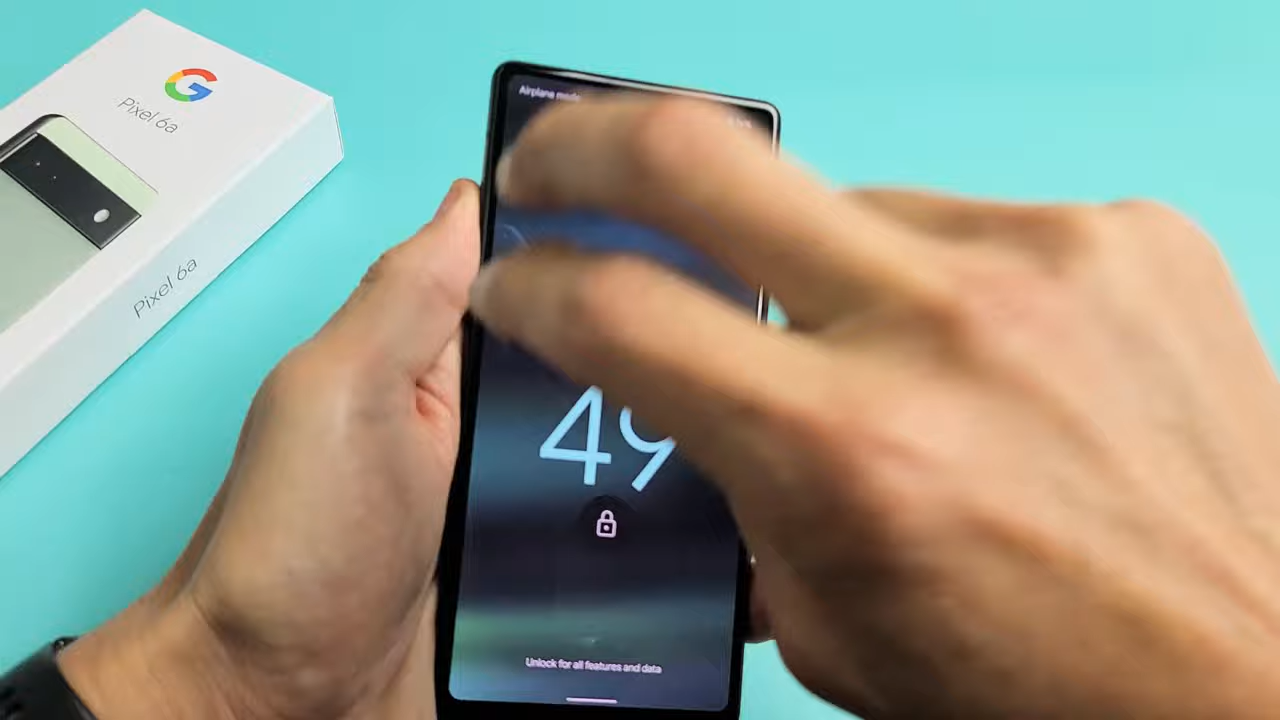 Pixel 6a
Pixel 6a
Airplane mode
49
Unlock for all features and data